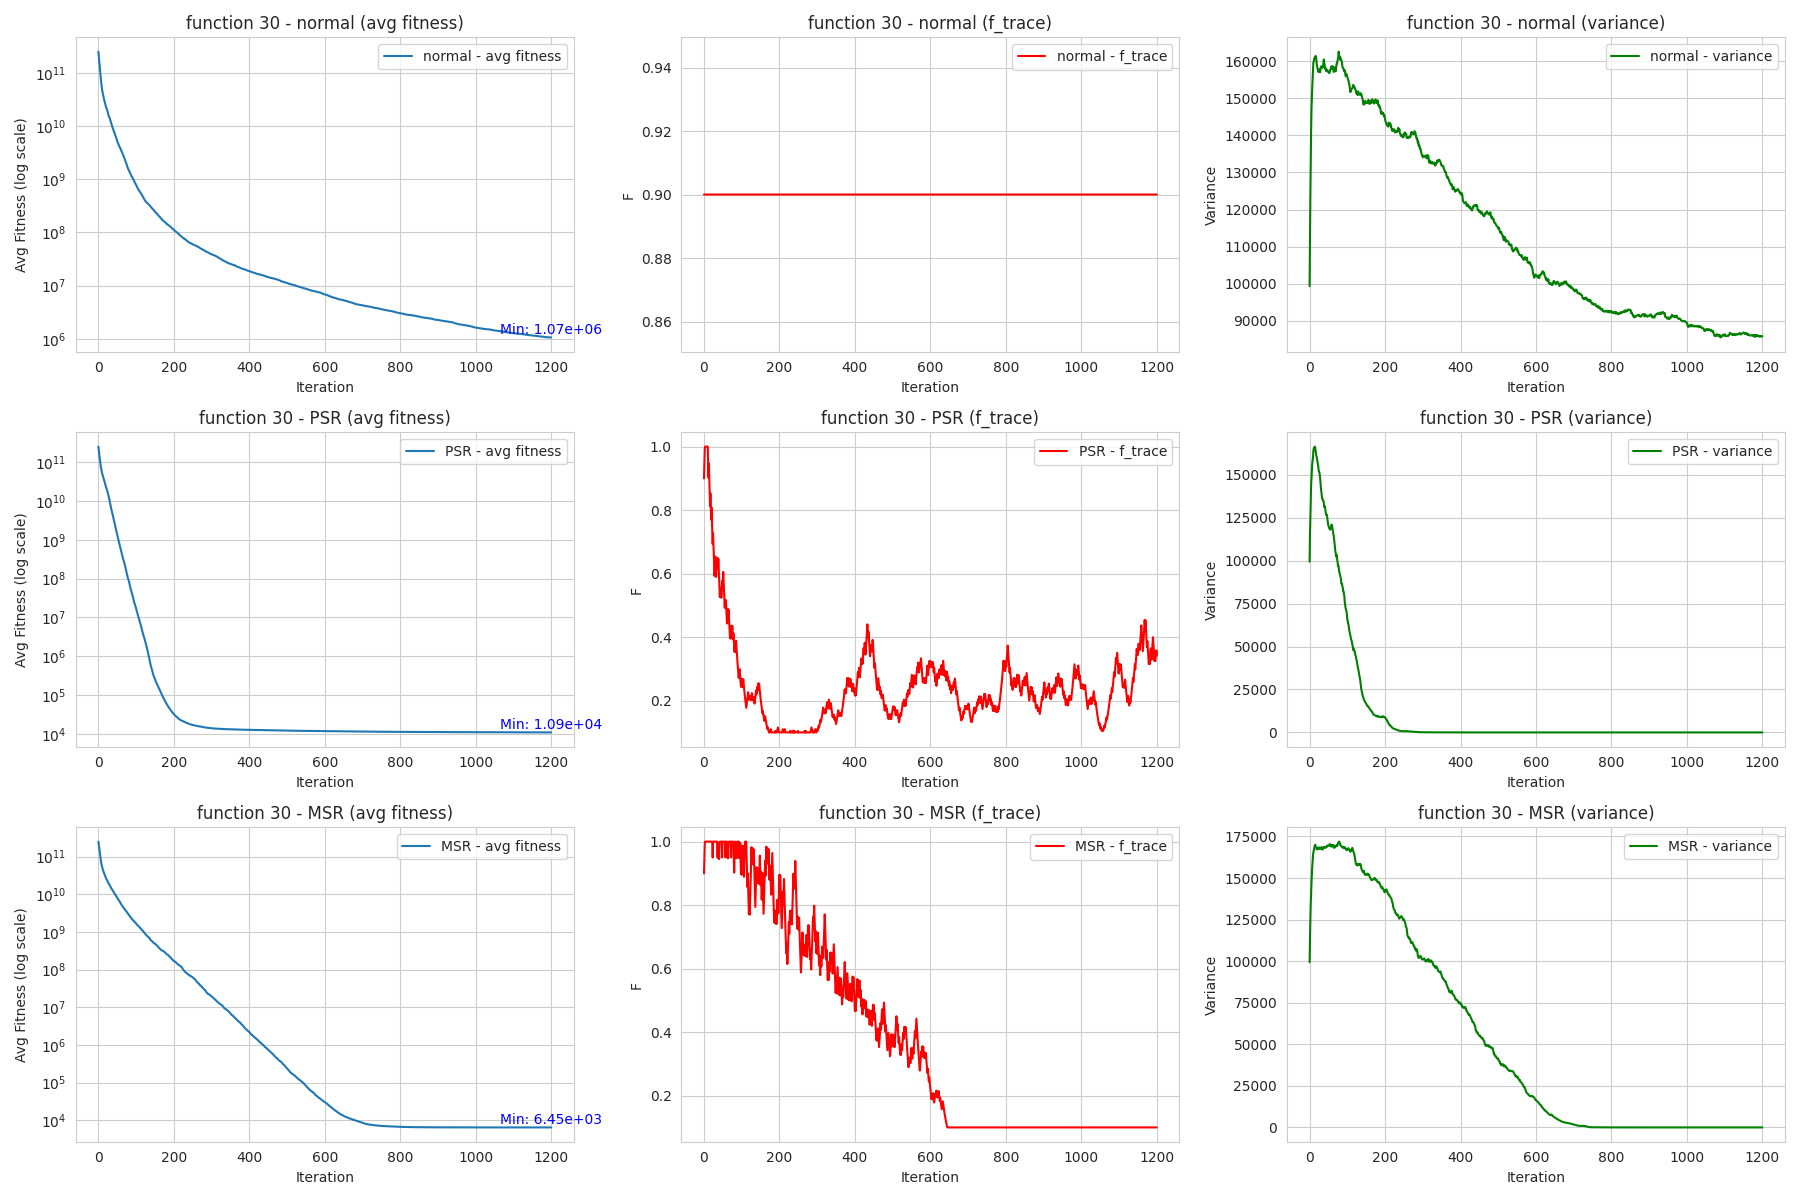 function 30 - normal (avg fitness)
normal - avg fitness
Avg Fitness (log scale)
10^11
10^10
10^9
10^8
10^7
10^6
Min: 1.07e+06
0 200 400 600 800 1000 1200
Iteration
function 30 - normal (f_trace)
normal - f_trace
F
0.94
0.92
0.90
0.88
0.86
0 200 400 600 800 1000 1200
Iteration
function 30 - normal (variance)
normal - variance
Variance
160000
150000
140000
130000
120000
110000
100000
90000
0 200 400 600 800 1000 1200
Iteration
function 30 - PSR (avg fitness)
PSR - avg fitness
Avg Fitness (log scale)
10^11
10^10
10^9
10^8
10^7
10^6
10^5
10^4
Min: 1.09e+04
0 200 400 600 800 1000 1200
Iteration
function 30 - PSR (f_trace)
PSR - f_trace
F
1.0
0.8
0.6
0.4
0.2
0 200 400 600 800 1000 1200
Iteration
function 30 - PSR (variance)
PSR - variance
Variance
150000
125000
100000
75000
50000
25000
0
0 200 400 600 800 1000 1200
Iteration
function 30 - MSR (avg fitness)
MSR - avg fitness
Avg Fitness (log scale)
10^11
10^10
10^9
10^8
10^7
10^6
10^5
10^4
Min: 6.45e+03
0 200 400 600 800 1000 1200
Iteration
function 30 - MSR (f_trace)
MSR - f_trace
F
1.0
0.8
0.6
0.4
0.2
0 200 400 600 800 1000 1200
Iteration
function 30 - MSR (variance)
MSR - variance
Variance
175000
150000
125000
100000
75000
50000
25000
0
0 200 400 600 800 1000 1200
Iteration